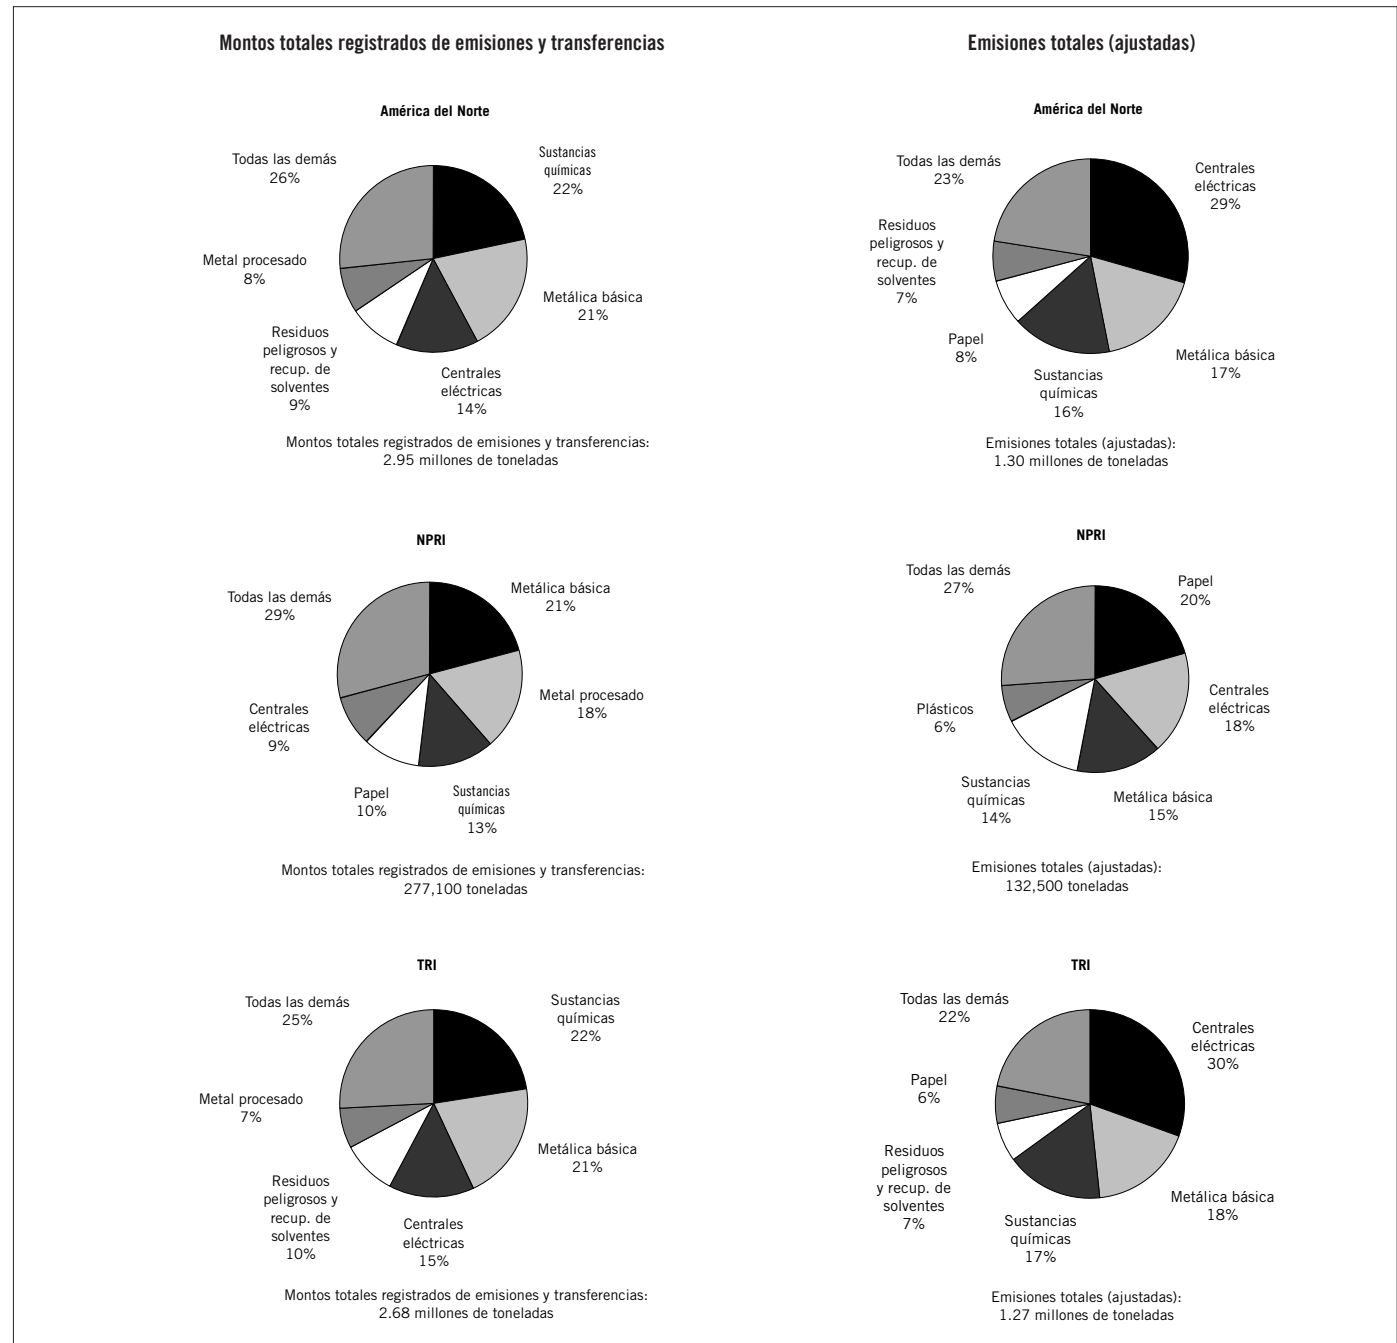 Montos totales registrados de emisiones y transferencias
América del Norte
Sustancias
químicas
22%
Metálica básica
21%
Centrales
eléctricas
14%
Residuos
peligrosos y
recup. de
solventes
9%
Metal procesado
8%
Todas las demás
26%
Montos totales registrados de emisiones y transferencias:
2.95 millones de toneladas
Emisiones totales (ajustadas)
América del Norte
Centrales
eléctricas
29%
Metálica básica
17%
Sustancias
químicas
16%
Papel
8%
Residuos
peligrosos y
recup. de
solventes
7%
Todas las demás
23%
Emisiones totales (ajustadas):
1.30 millones de toneladas
NPRI
Metálica básica
21%
Metal procesado
18%
Sustancias
químicas
13%
Papel
10%
Centrales
eléctricas
9%
Todas las demás
29%
Montos totales registrados de emisiones y transferencias:
277,100 toneladas
NPRI
Papel
20%
Centrales
eléctricas
18%
Metálica básica
15%
Sustancias
químicas
14%
Plásticos
6%
Todas las demás
27%
Emisiones totales (ajustadas):
132,500 toneladas
TRI
Sustancias
químicas
22%
Metálica básica
21%
Centrales
eléctricas
15%
Residuos
peligrosos y
recup. de
solventes
10%
Metal procesado
7%
Todas las demás
25%
Montos totales registrados de emisiones y transferencias:
2.68 millones de toneladas
TRI
Centrales
eléctricas
30%
Metálica básica
18%
Sustancias
químicas
17%
Residuos
peligrosos
y recup. de
solventes
7%
Papel
6%
Todas las demás
22%
Emisiones totales (ajustadas):
1.27 millones de toneladas